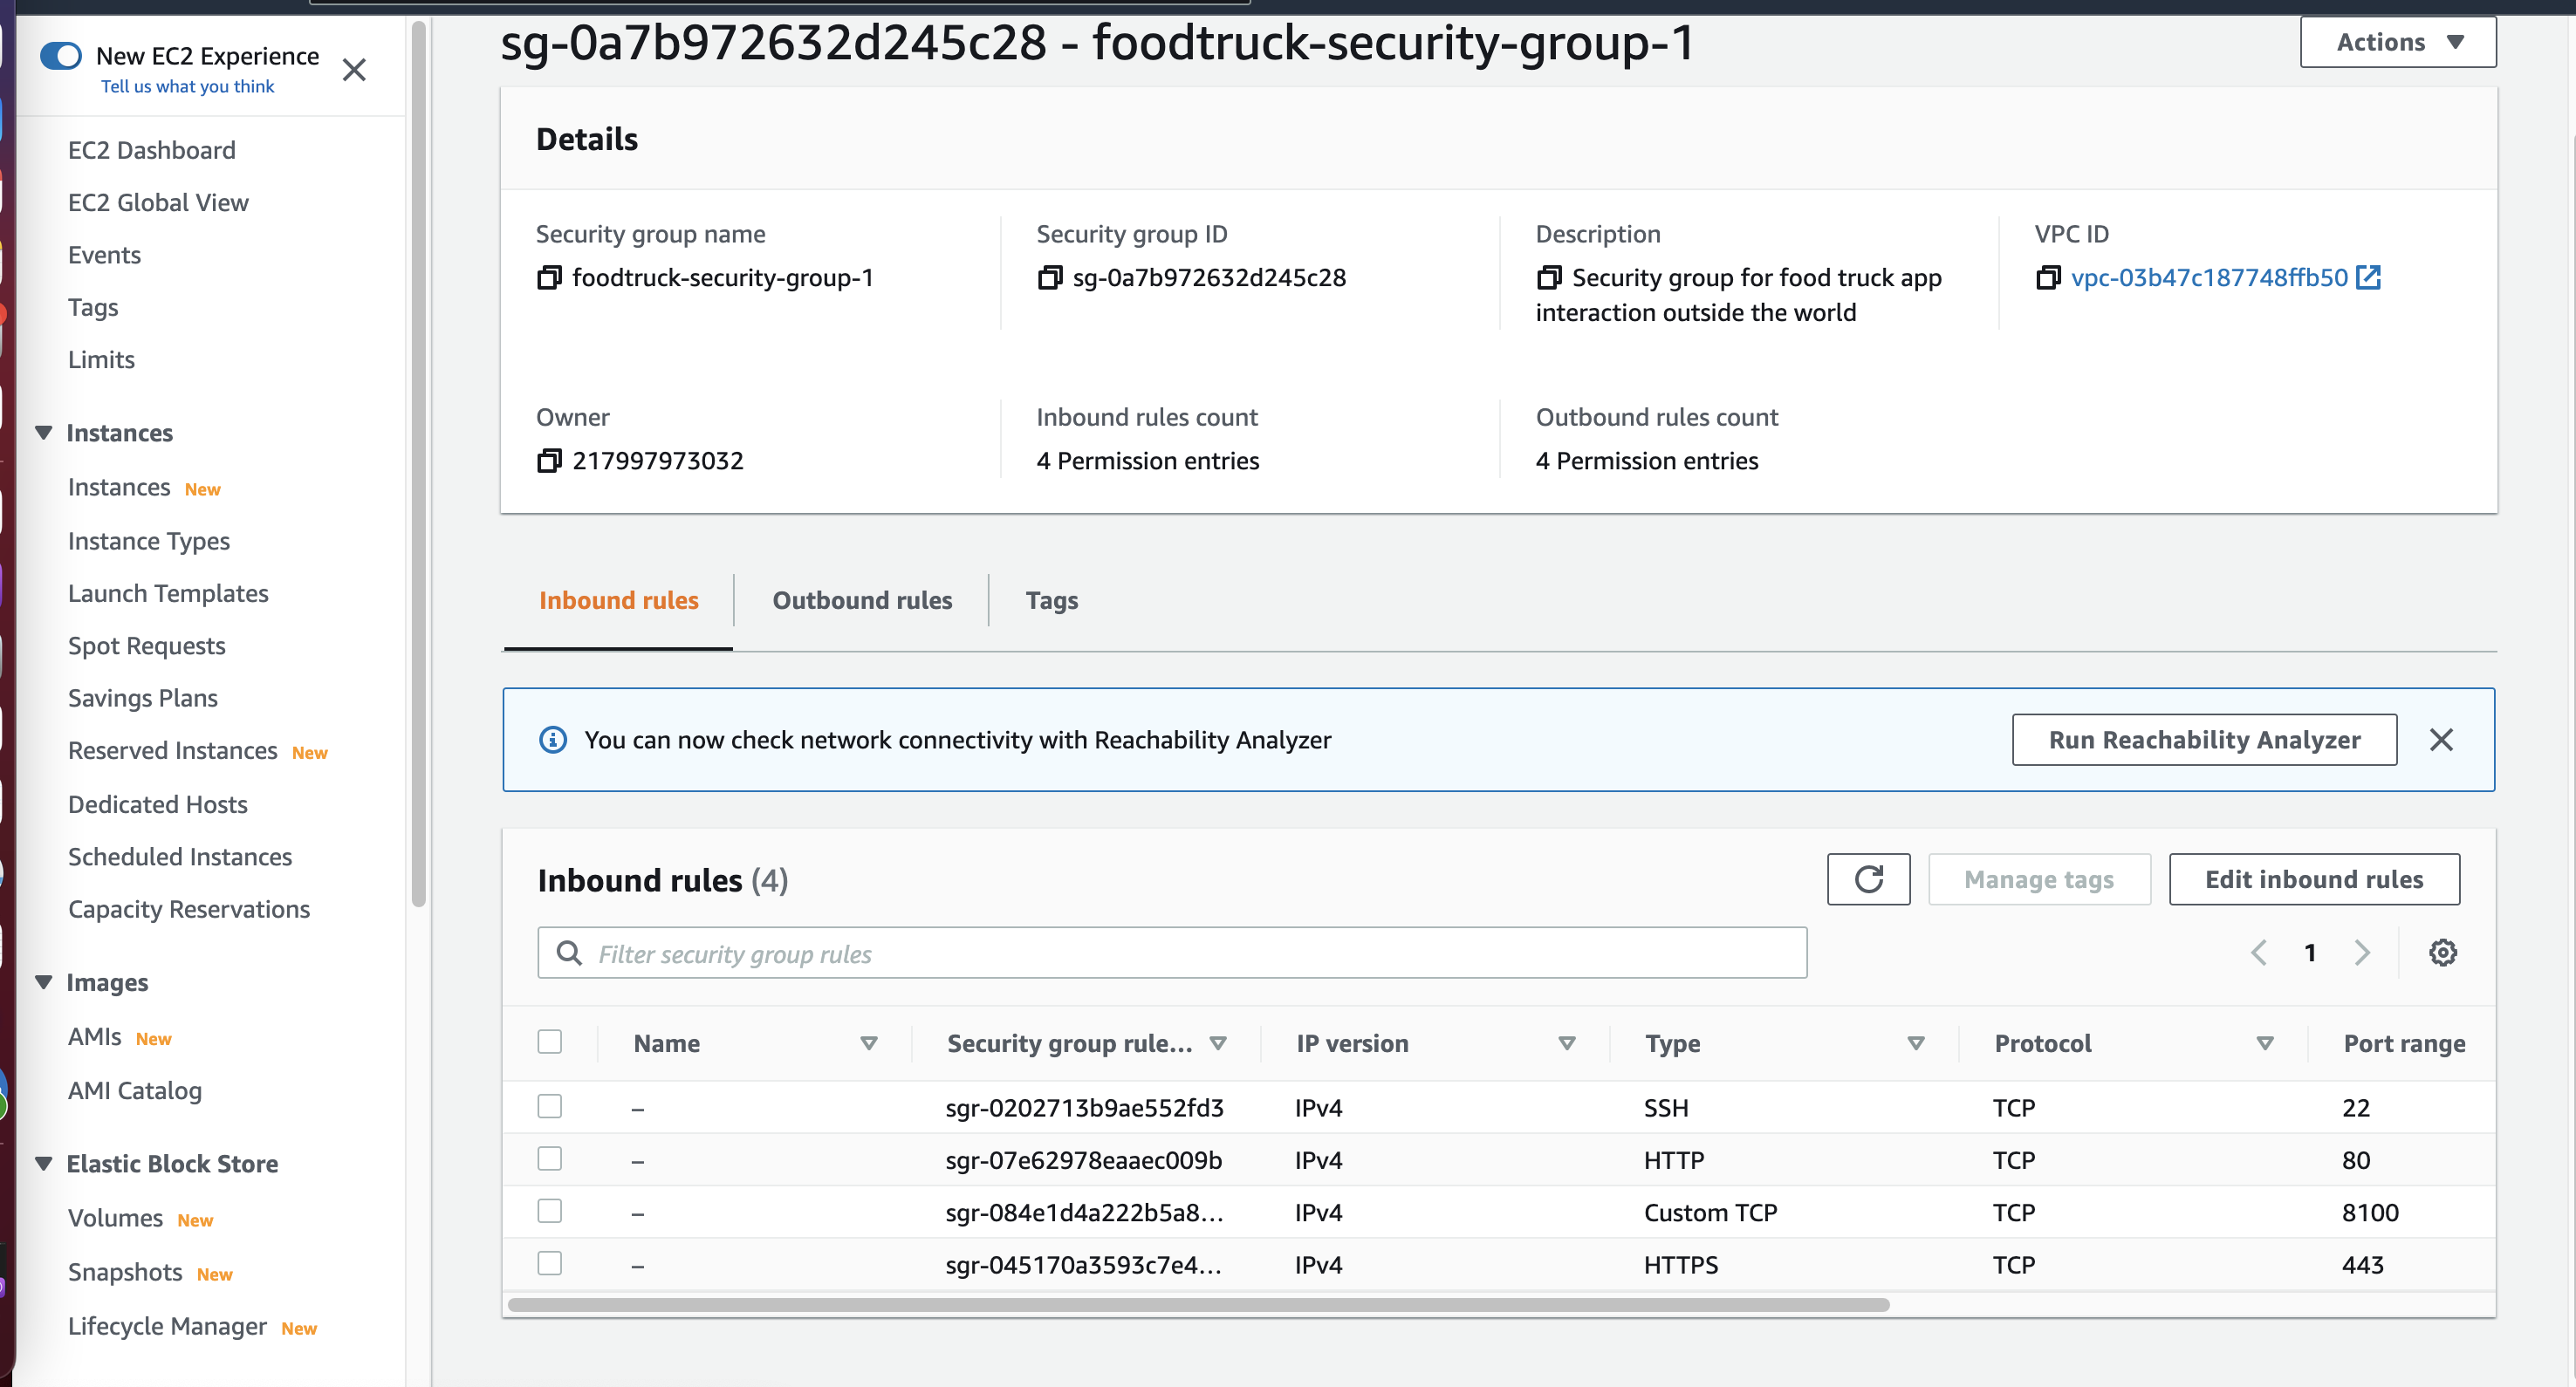 New EC2 Experience
Tell us what you think
EC2 Dashboard
EC2 Global View
Events
Tags
Limits
Instances
Instances New
Instance Types
Launch Templates
Spot Requests
Savings Plans
Reserved Instances New
Dedicated Hosts
Scheduled Instances
Capacity Reservations
Images
AMIs New
AMI Catalog
Elastic Block Store
Volumes New
Snapshots New
Lifecycle Manager New
sg-0a7b972632d245c28 - foodtruck-security-group-1
Actions
Details
Security group name
foodtruck-security-group-1
Security group ID
sg-0a7b972632d245c28
Description
Security group for food truck app
interaction outside the world
VPC ID
vpc-03b47c187748ffb50
Owner
217997973032
Inbound rules count
4 Permission entries
Outbound rules count
4 Permission entries
Inbound rules
Outbound rules
Tags
You can now check network connectivity with Reachability Analyzer
Run Reachability Analyzer
Inbound rules (4)
Manage tags
Edit inbound rules
Filter security group rules
1
Name Security group rule... IP version Type Protocol Port range
– sgr-0202713b9ae552fd3 IPv4 SSH TCP 22
– sgr-07e62978eaaec009b IPv4 HTTP TCP 80
– sgr-084e1d4a222b5a8... IPv4 Custom TCP TCP 8100
– sgr-045170a3593c7e4... IPv4 HTTPS TCP 443